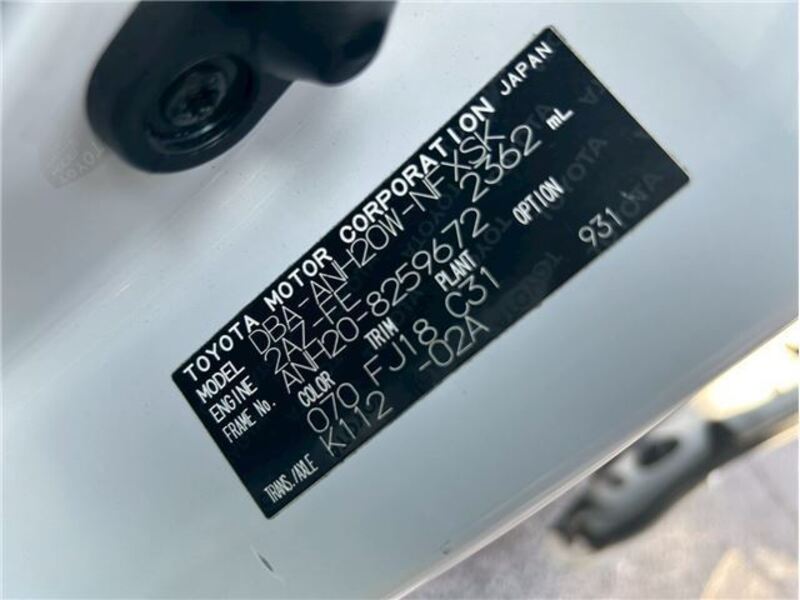 TOYOTA MOTOR CORPORATION JAPAN
MODEL DBA-ANH20W-NFXSK
ENGINE 2AZ-FE 2362 mL
FRAME No. ANH20-8259672
COLOR TRIM PLANT OPTION
070 FJ18 C31 931
TRANS./AXLE K112 -02A